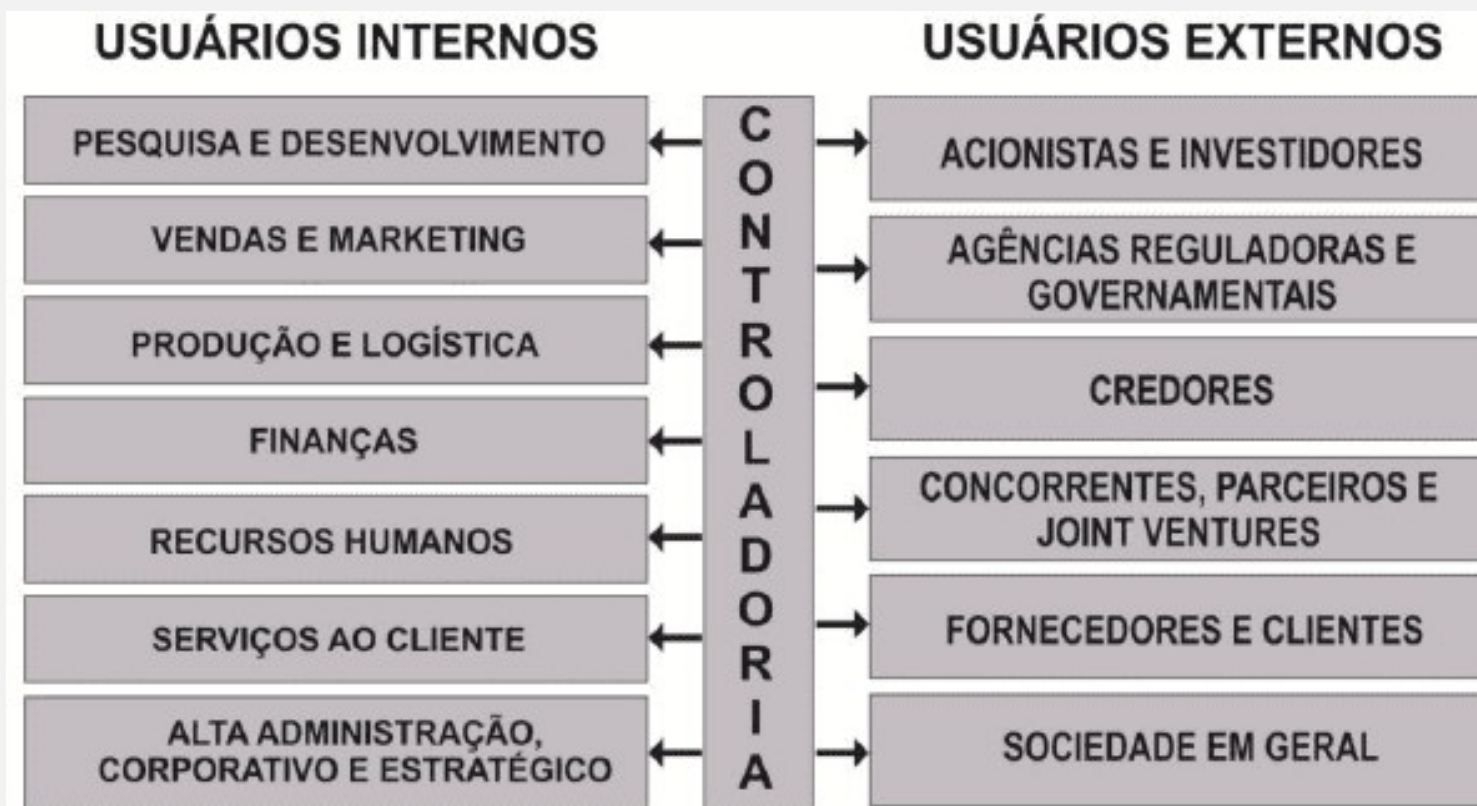 USUÁRIOS INTERNOS
PESQUISA E DESENVOLVIMENTO
VENDAS E MARKETING
PRODUÇÃO E LOGÍSTICA
FINANÇAS
RECURSOS HUMANOS
SERVIÇOS AO CLIENTE
ALTA ADMINISTRAÇÃO,
CORPORATIVO E ESTRATÉGICO
CONTROLADORIA
USUÁRIOS EXTERNOS
ACIONISTAS E INVESTIDORES
AGÊNCIAS REGULADORAS E
GOVERNAMENTAIS
CREDORES
CONCORRENTES, PARCEIROS E
JOINT VENTURES
FORNECEDORES E CLIENTES
SOCIEDADE EM GERAL